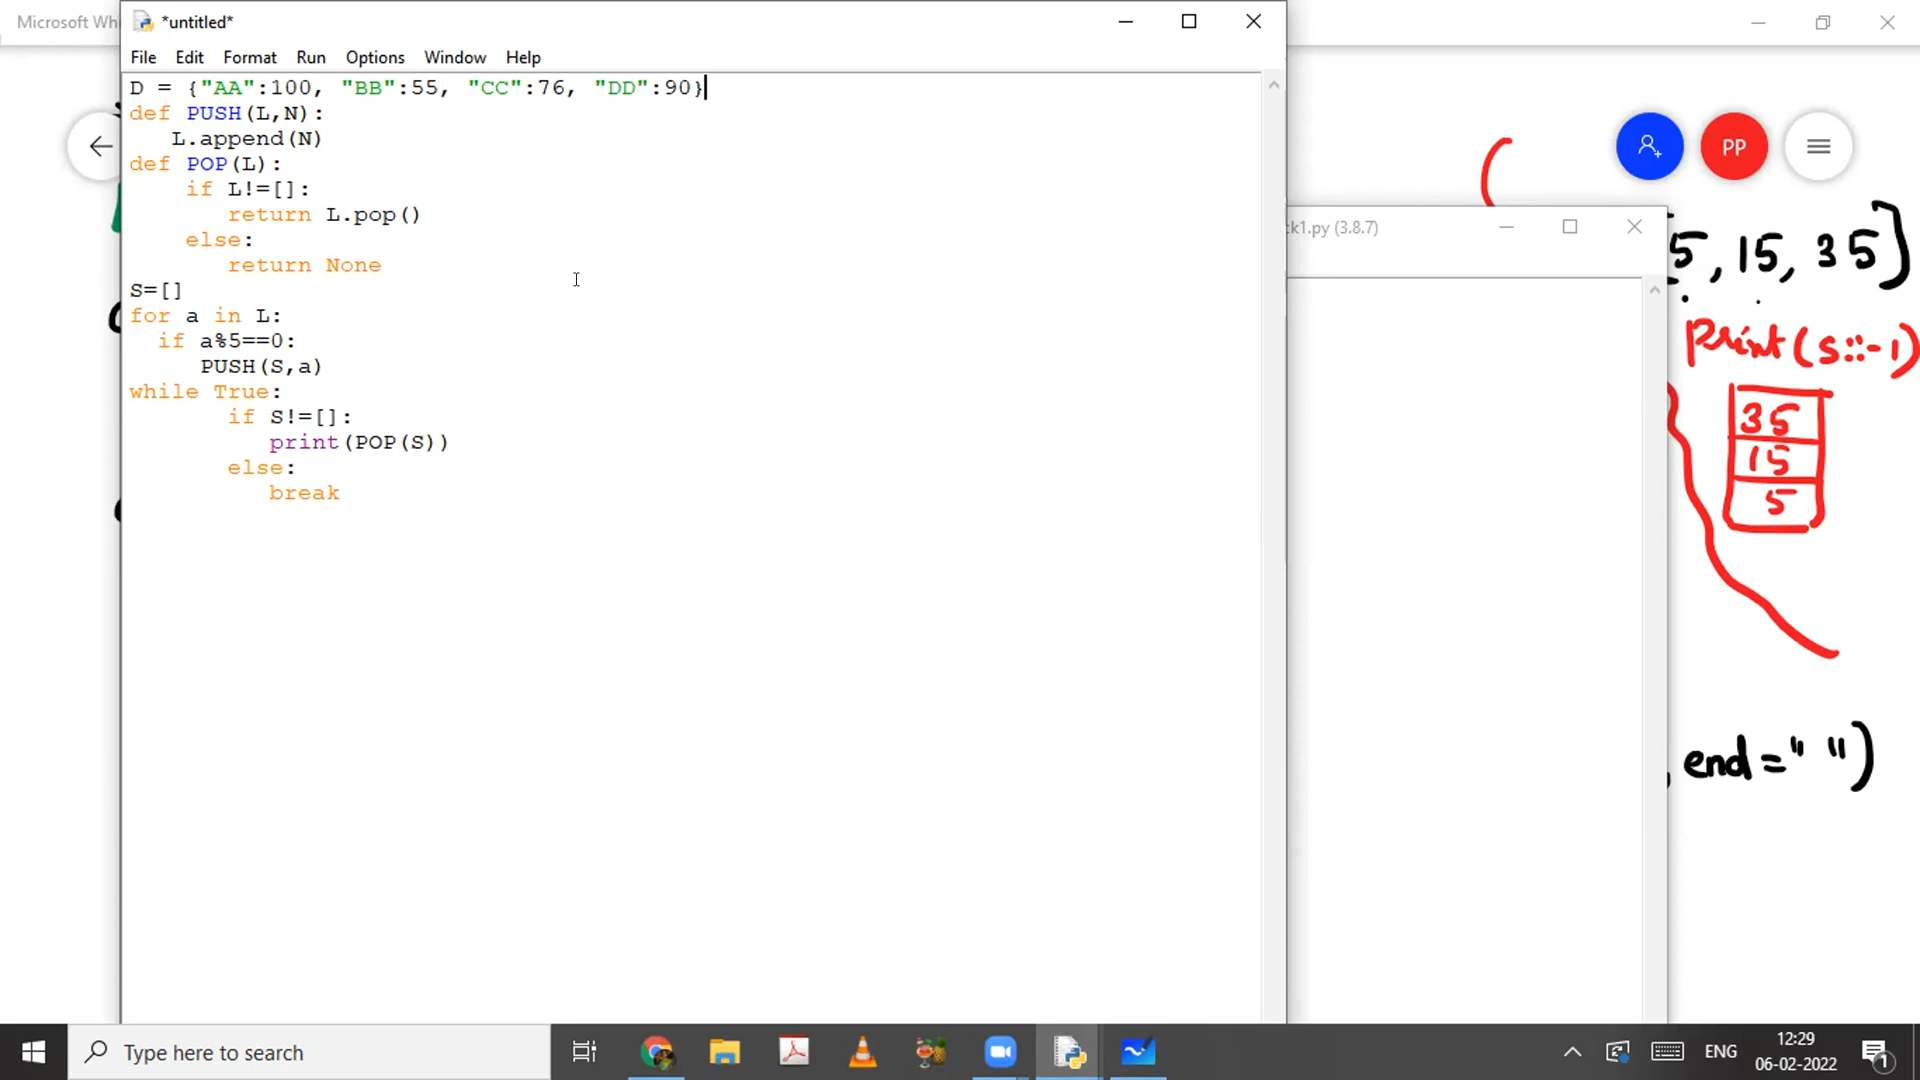 Microsoft Wh
*untitled*
File Edit Format Run Options Window Help
D = {"AA":100, "BB":55, "CC":76, "DD":90}
def PUSH(L,N):
   L.append(N)
def POP(L):
    if L!=[]:
       return L.pop()
    else:
       return None
S=[]
for a in L:
  if a%5==0:
     PUSH(S,a)
while True:
       if S!=[]:
          print(POP(S))
       else:
          break
PP
ck1.py (3.8.7)
5, 15, 35]
Print(s::-1)
35
15
5
, end=" ")
Type here to search
ENG
12:29
06-02-2022
1